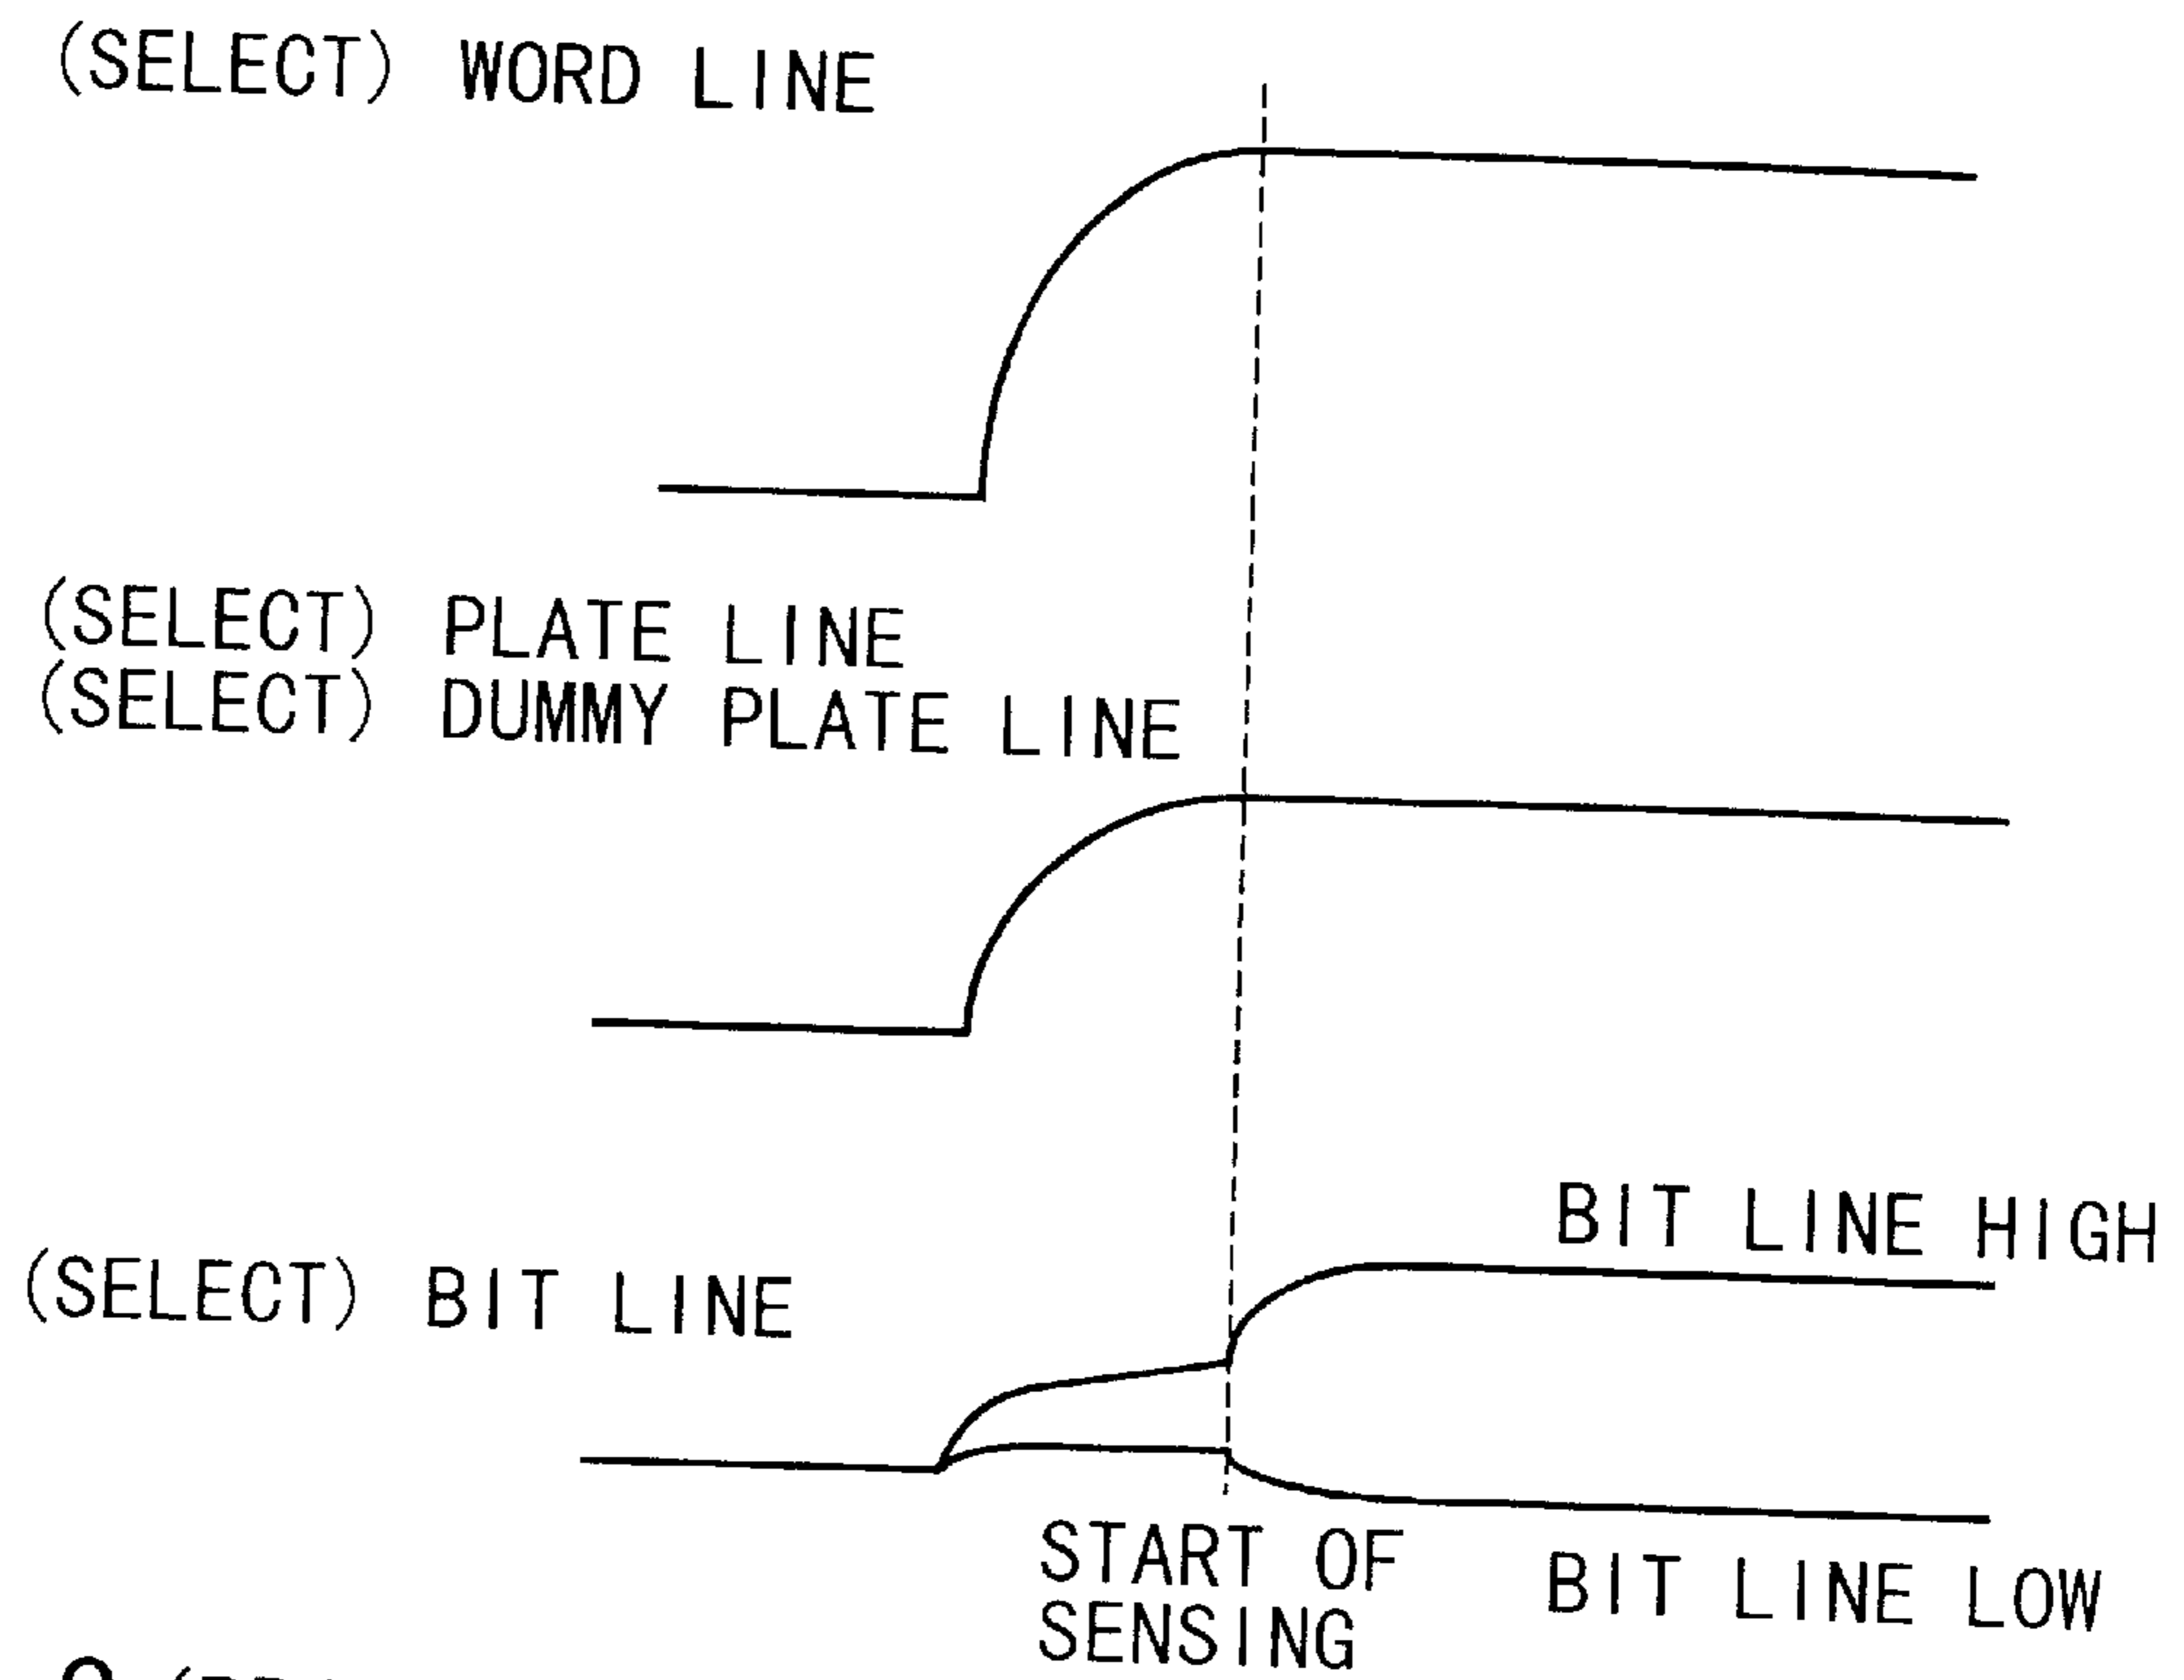 (SELECT) WORD LINE
(SELECT) PLATE LINE
(SELECT) DUMMY PLATE LINE
BIT LINE HIGH
(SELECT) BIT LINE
START OF
SENSING
BIT LINE LOW